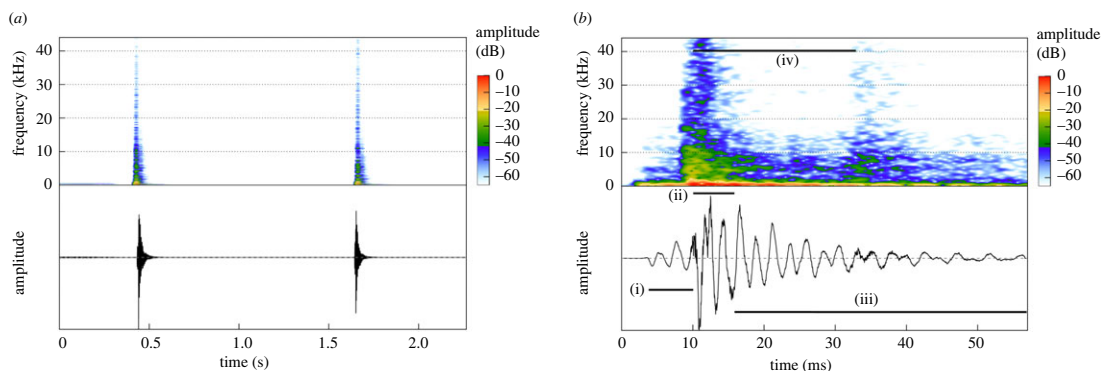 (a)
amplitude
(dB)
frequency (kHz)
40
30
20
10
0
0
–10
–20
–30
–40
–50
–60
amplitude
0
0.5
1.0
1.5
2.0
time (s)
(b)
amplitude
(dB)
frequency (kHz)
40
30
20
10
0
(iv)
0
–10
–20
–30
–40
–50
–60
amplitude
(ii)
(i)
(iii)
0
10
20
30
40
50
time (ms)